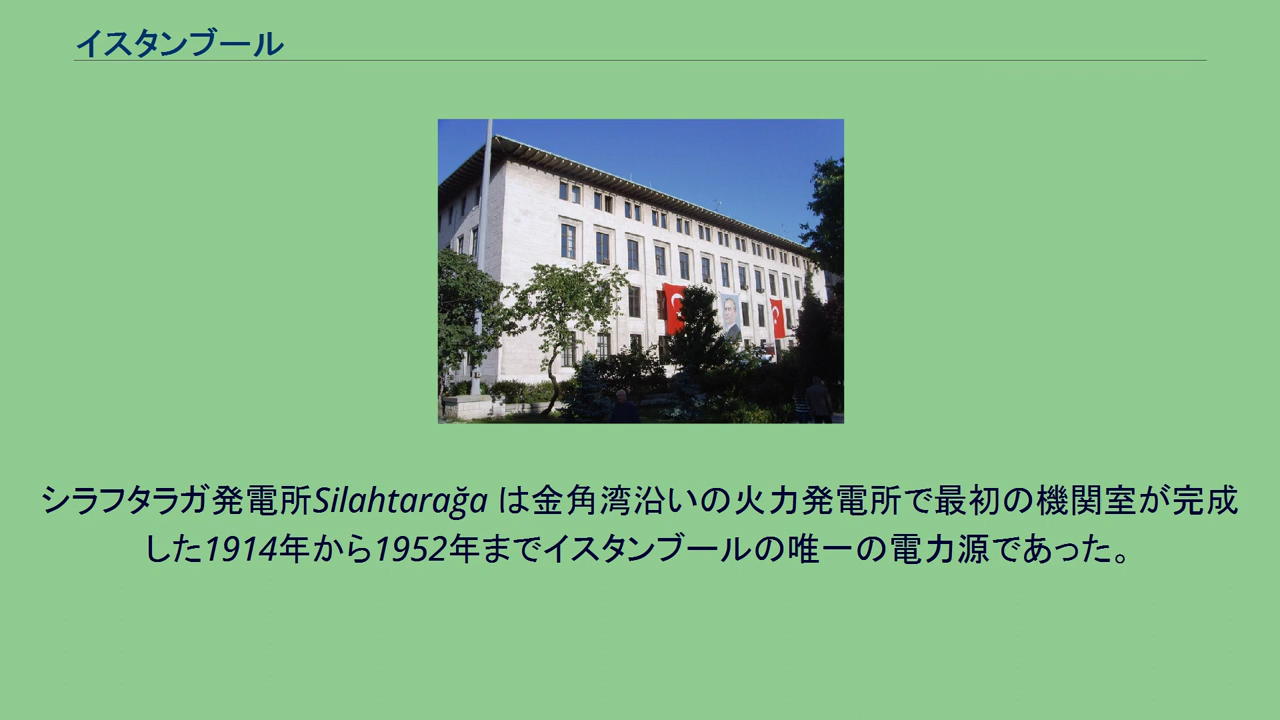 イスタンブール
シラフタラガ発電所Silahtarağa は金角湾沿いの火力発電所で最初の機関室が完成
した1914年から1952年までイスタンブールの唯一の電力源であった。